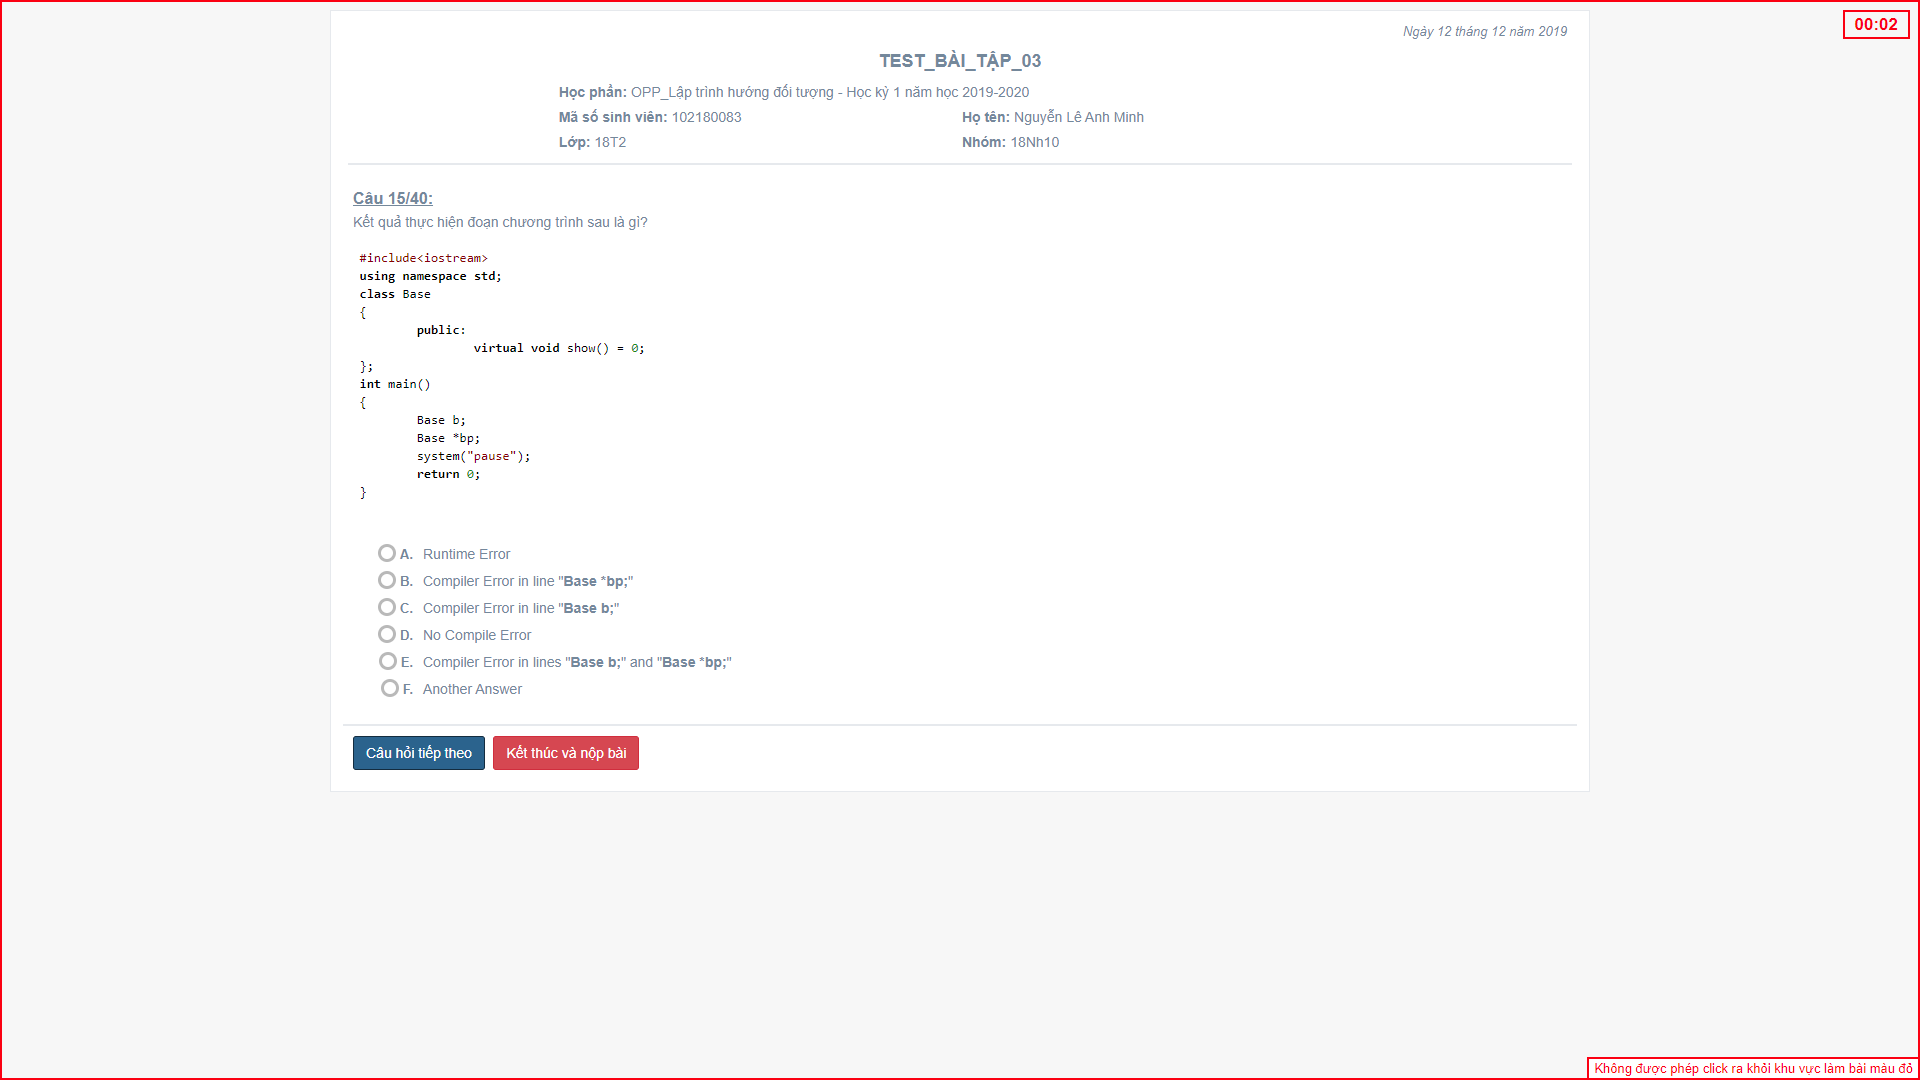 00:02
Ngày 12 tháng 12 năm 2019
TEST_BÀI_TẬP_03
Học phần: OPP_Lập trình hướng đối tượng - Học kỳ 1 năm học 2019-2020
Mã số sinh viên: 102180083 Họ tên: Nguyễn Lê Anh Minh
Lớp: 18T2 Nhóm: 18Nh10
Câu 15/40:
Kết quả thực hiện đoạn chương trình sau là gì?
#include<iostream>
using namespace std;
class Base
{
public:
virtual void show() = 0;
};
int main()
{
Base b;
Base *bp;
system("pause");
return 0;
}
A. Runtime Error
B. Compiler Error in line "Base *bp;"
C. Compiler Error in line "Base b;"
D. No Compile Error
E. Compiler Error in lines "Base b;" and "Base *bp;"
F. Another Answer
Câu hỏi tiếp theo Kết thúc và nộp bài
Không được phép click ra khỏi khu vực làm bài màu đỏ